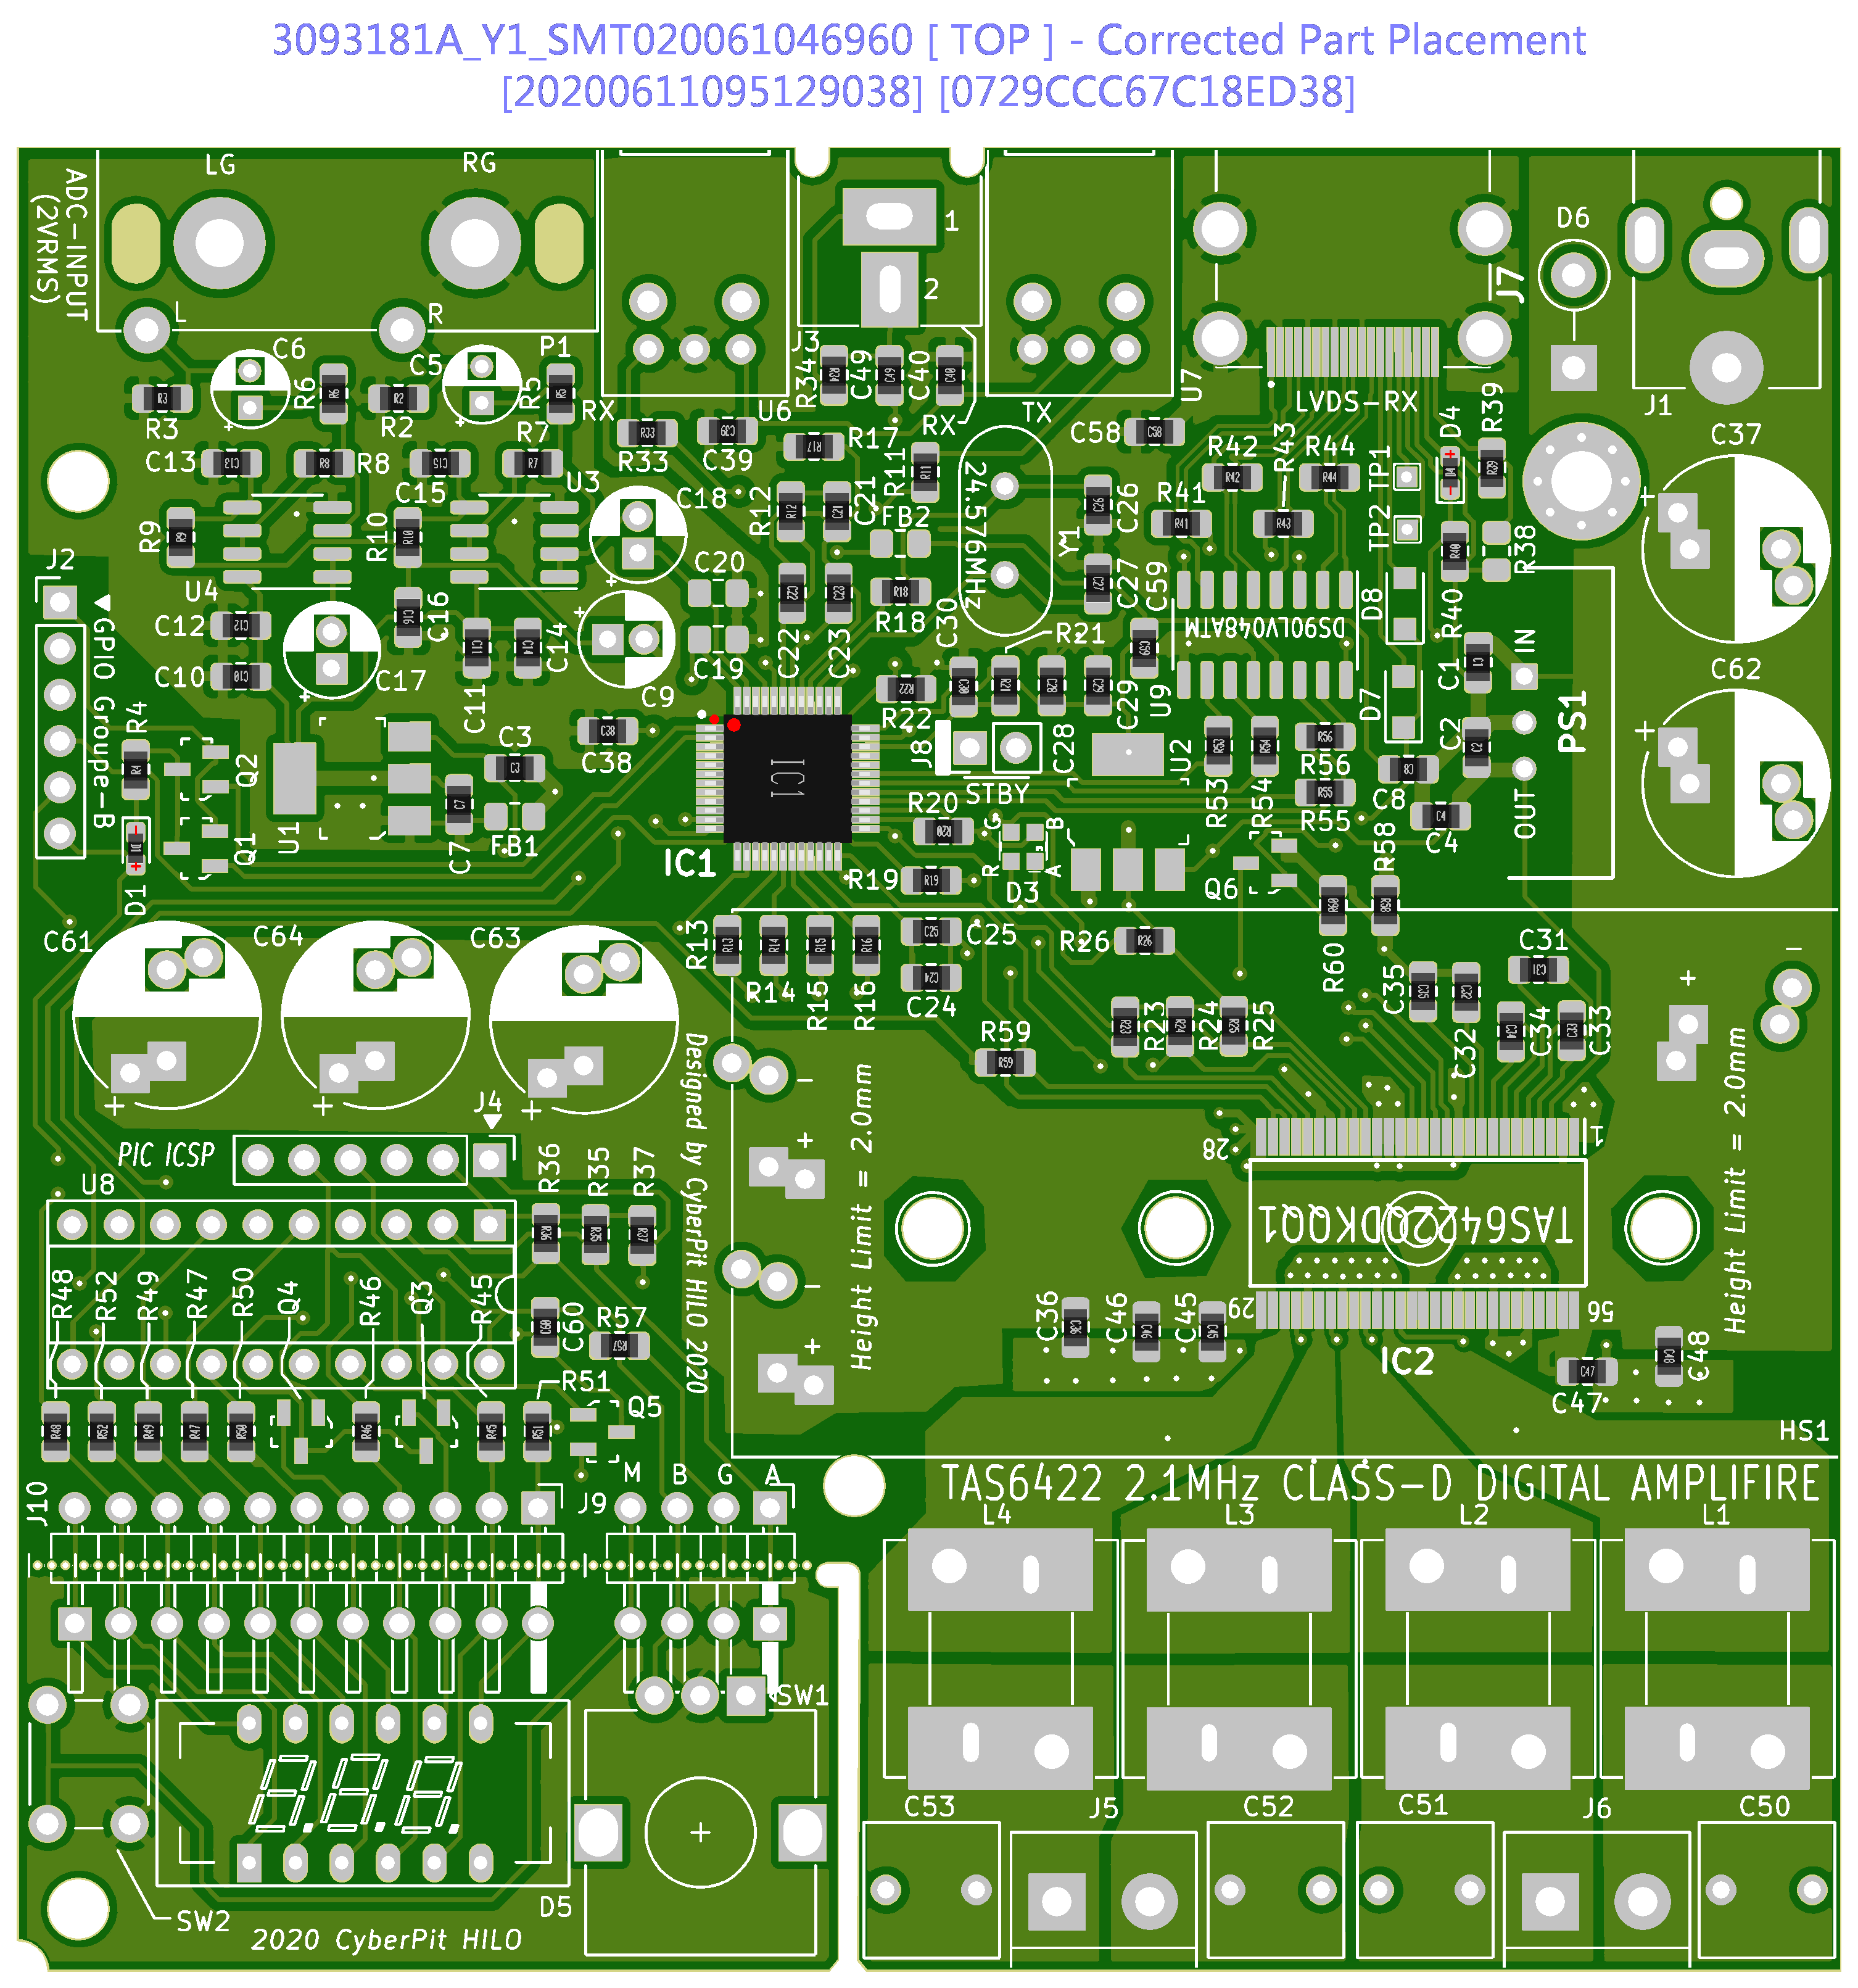 3093181A_Y1_SMT020061046960 [ TOP ] - Corrected Part Placement
[20200611095129038] [0729CCC67C18ED38]
ADC-INPUT
(2VRMS)
LG
RG
L
R
1
2
D6
J7
J1
C6
C5
P1
J3
R34
C49
C40
U7
LVDS-RX
D4
R39
C37
R3
R6
R2
R5
RX
R33
C39
U6
R17
RX
TX
C58
R42
R43
R44
TP1
C13
R8
C15
R7
U3
C18
R12
C21
R11
FB2
24.576MHz
Y1
C26
R41
TP2
R38
R9
R10
J2
U4
C20
C12
C16
C10
C17
C11
C14
C9
C19
C22
C23
R18
C30
R21
C27
C59
DS90LV048ATM
D8
R40
C1
IN
C62
GPIO Groupe-B
R4
Q2
U1
C3
C38
R22
J8
C28
C29
U9
U2
D7
C2
PS1
STBY
R53
R54
R56
R55
C8
C4
OUT
D1
Q1
C7
FB1
IC1
R20
R19
G
B
R
A
D3
Q6
R58
C61
C64
C63
R13
R14
R15
R16
C25
C24
R26
R60
C31
C35
C32
C34
C33
R59
R23
R24
R25
J4
PIC ICSP
U8
R36
R35
R37
Designed by CyberPit HILO 2020
Height Limit = 2.0mm
28
1
TAS6422QDKQQ1
Height Limit = 2.0mm
R48
R52
R49
R47
R50
Q4
R46
Q3
R45
C60
R57
C36
C46
C45
29
56
IC2
C47
C48
R51
Q5
HS1
J10
J9
M
B
G
A
TAS6422 2.1MHz CLASS-D DIGITAL AMPLIFIRE
L4
L3
L2
L1
SW1
C53
J5
C52
C51
J6
C50
D5
SW2
2020 CyberPit HILO